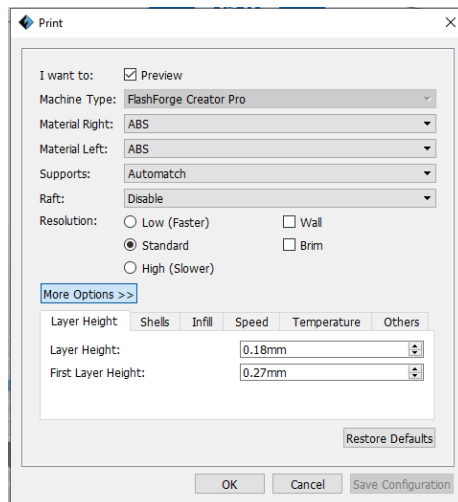 Print
I want to: Preview
Machine Type: FlashForge Creator Pro
Material Right: ABS
Material Left: ABS
Supports: Automatch
Raft: Disable
Resolution: Low (Faster) Wall
Standard Brim
High (Slower)
More Options >>
Layer Height Shells Infill Speed Temperature Others
Layer Height: 0.18mm
First Layer Height: 0.27mm
Restore Defaults
OK Cancel Save Configuration